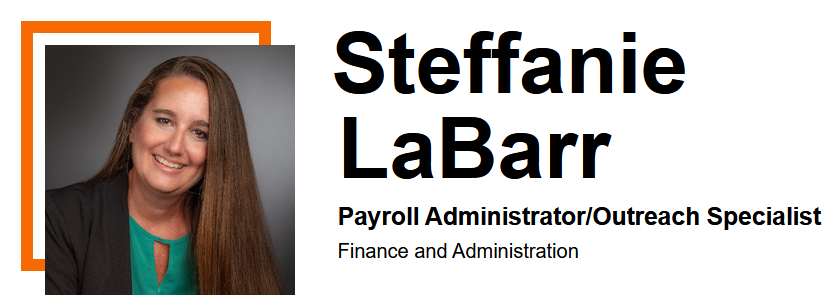 Steffanie
LaBarr
Payroll Administrator/Outreach Specialist
Finance and Administration